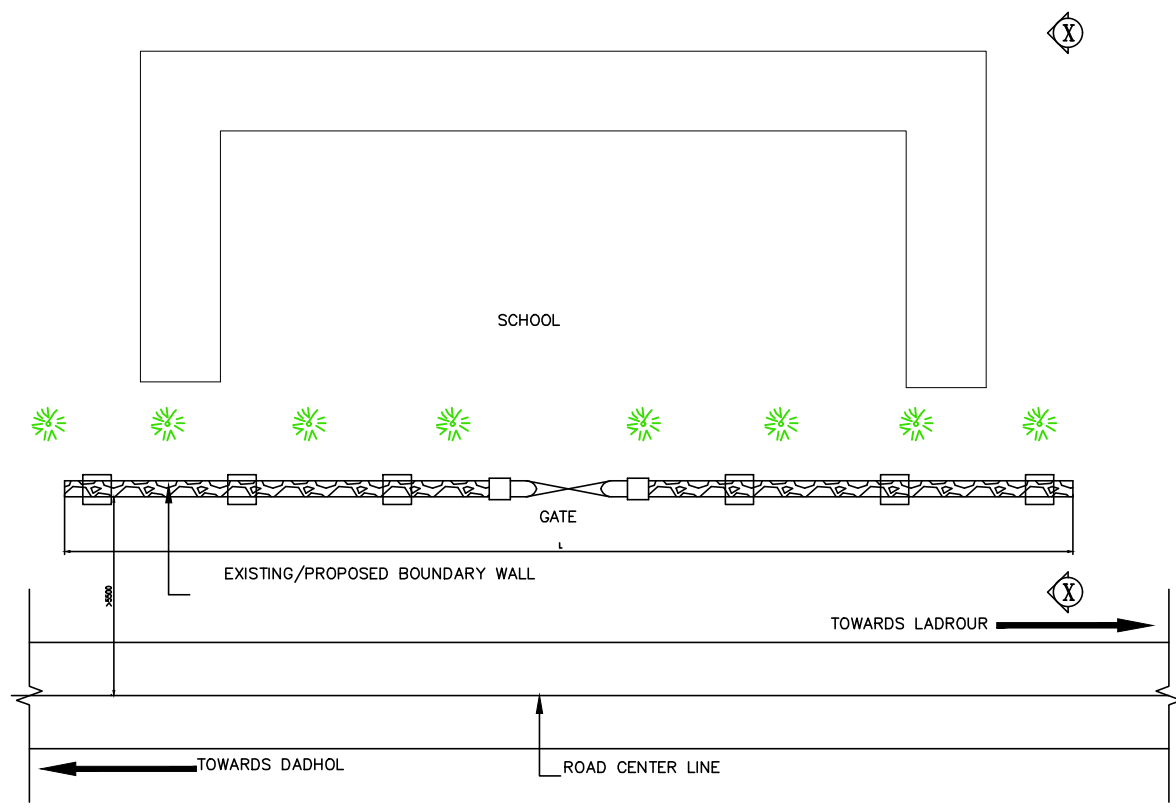 X
SCHOOL
GATE
L
EXISTING/PROPOSED BOUNDARY WALL
>5500
X
TOWARDS LADROUR
TOWARDS DADHOL
ROAD CENTER LINE